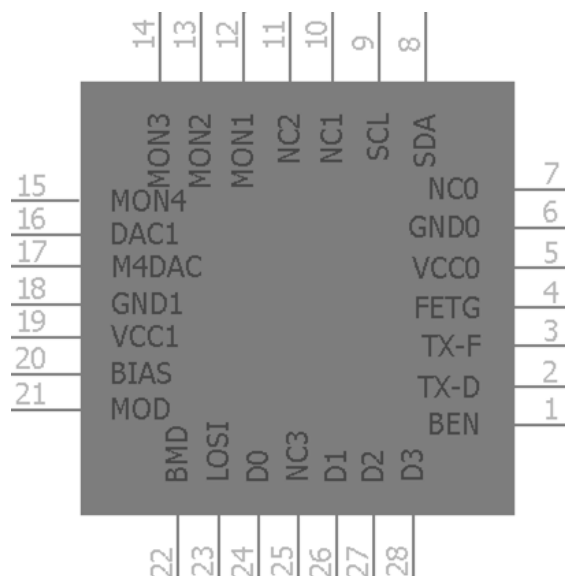 14 13 12 11 10 9 8
MON3 MON2 MON1 NC2 NC1 SCL SDA
15 MON4
16 DAC1
17 M4DAC
18 GND1
19 VCC1
20 BIAS
21 MOD
NC0 7
GND0 6
VCC0 5
FETG 4
TX-F 3
TX-D 2
BEN 1
BMD LOSI D0 NC3 D1 D2 D3
22 23 24 25 26 27 28